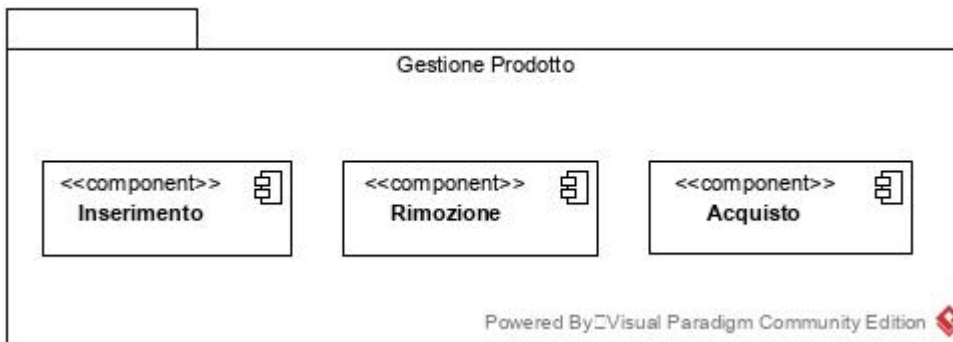 Gestione Prodotto
<<component>>
Inserimento
<<component>>
Rimozione
<<component>>
Acquisto
Powered By Visual Paradigm Community Edition